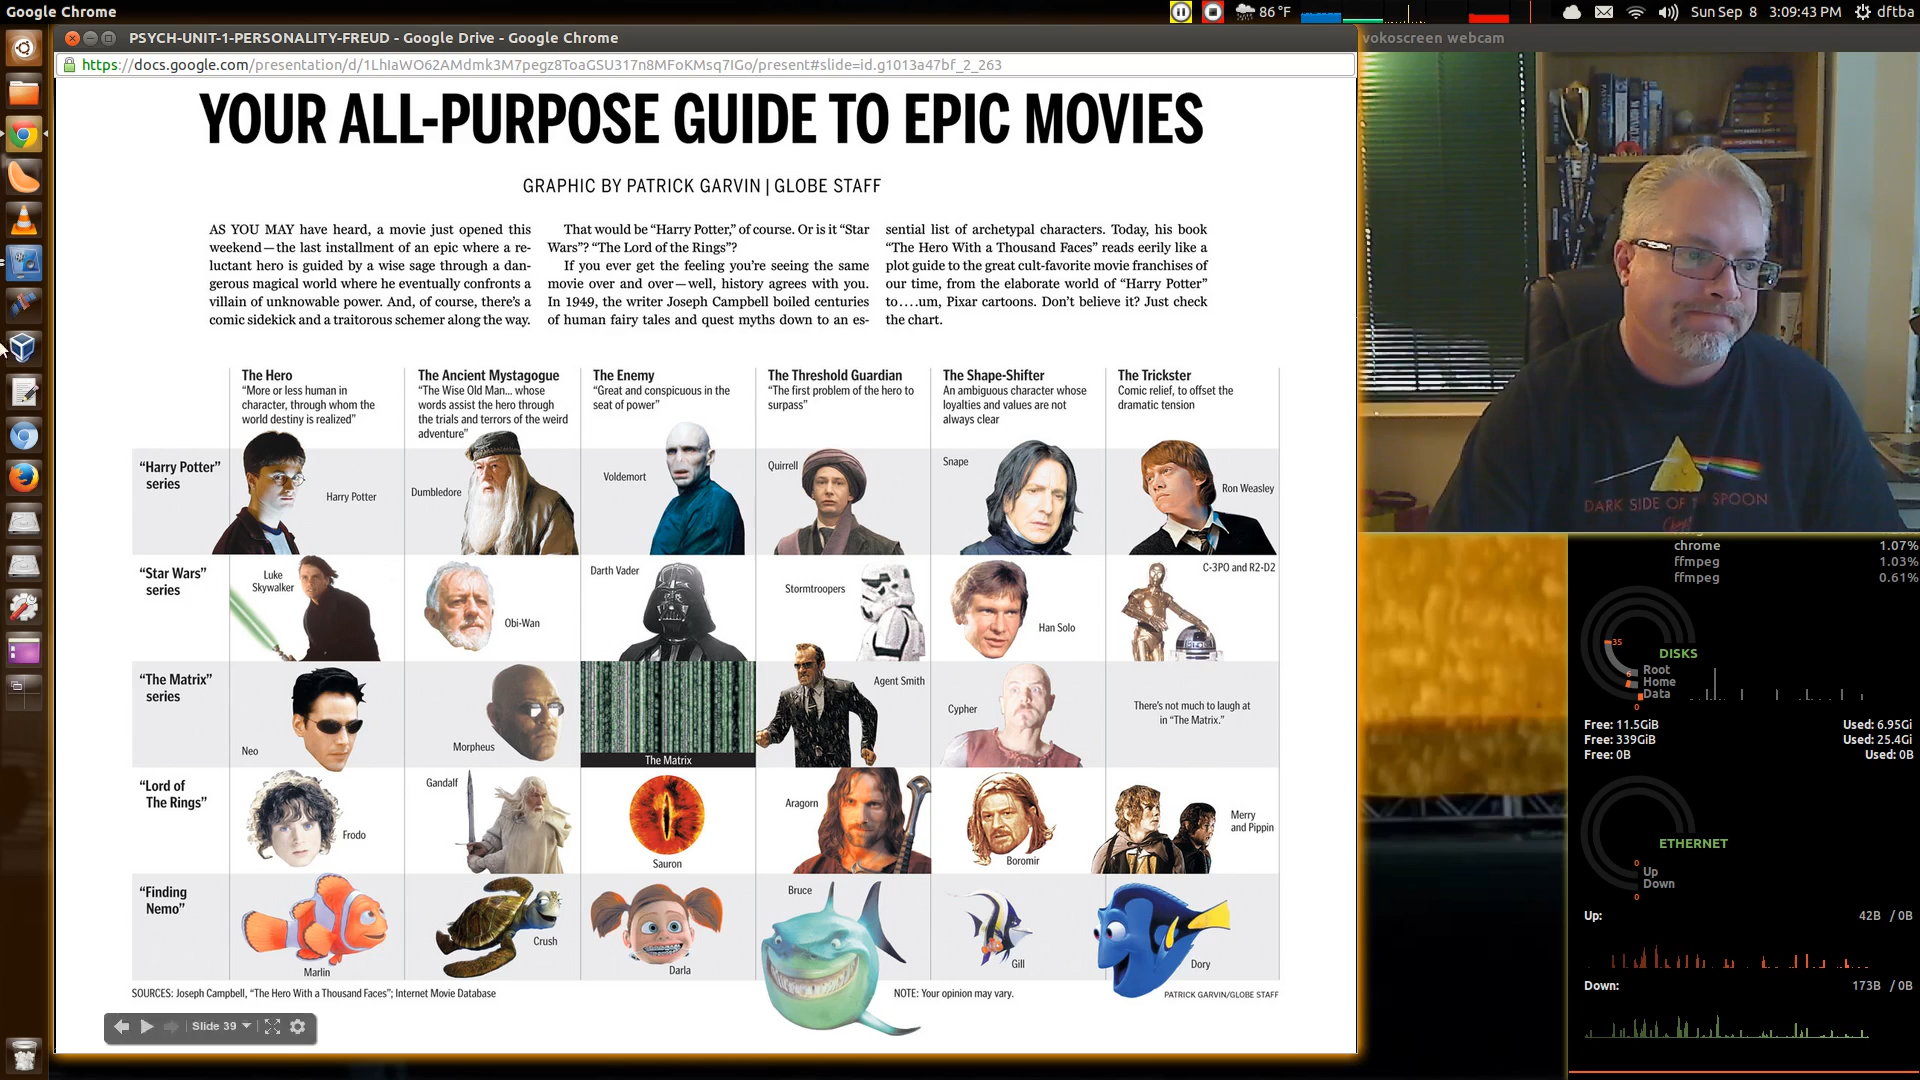 Google Chrome
86 °F
Sun Sep 8 3:09:43 PM
dftba
PSYCH-UNIT-1-PERSONALITY-FREUD - Google Drive - Google Chrome
vokoscreen webcam
https://docs.google.com/presentation/d/1LhIaWO62AMdmk3M7pegz8ToaGSU317n8MFoKMsq7IGo/present#slide=id.g1013a47bf_2_263
YOUR ALL-PURPOSE GUIDE TO EPIC MOVIES
GRAPHIC BY PATRICK GARVIN | GLOBE STAFF
AS YOU MAY have heard, a movie just opened this
weekend—the last installment of an epic where a re-
luctant hero is guided by a wise sage through a dan-
gerous magical world where he eventually confronts a
villain of unknowable power. And, of course, there's a
comic sidekick and a traitorous schemer along the way.
That would be “Harry Potter,” of course. Or is it “Star
Wars”? “The Lord of the Rings”?
If you ever get the feeling you're seeing the same
movie over and over—well, history agrees with you.
In 1949, the writer Joseph Campbell boiled centuries
of human fairy tales and quest myths down to an es-
sential list of archetypal characters. Today, his book
“The Hero With a Thousand Faces” reads eerily like a
plot guide to the great cult-favorite movie franchises of
our time, from the elaborate world of “Harry Potter”
to....um, Pixar cartoons. Don't believe it? Just check
the chart.
The Hero
“More or less human in
character, through whom the
world destiny is realized”
The Ancient Mystagogue
“The Wise Old Man... whose
words assist the hero through
the trials and terrors of the weird
adventure”
The Enemy
“Great and conspicuous in the
seat of power”
The Threshold Guardian
“The first problem of the hero to
surpass”
The Shape-Shifter
An ambiguous character whose
loyalties and values are not
always clear
The Trickster
Comic relief, to offset the
dramatic tension
“Harry Potter”
series
Harry Potter
Dumbledore
Voldemort
Quirrell
Snape
Ron Weasley
“Star Wars”
series
Luke
Skywalker
Obi-Wan
Darth Vader
Stormtroopers
Han Solo
C-3PO and R2-D2
“The Matrix”
series
Neo
Morpheus
The Matrix
Agent Smith
Cypher
There's not much to laugh at
in “The Matrix.”
“Lord of
The Rings”
Frodo
Gandalf
Sauron
Aragorn
Boromir
Merry
and Pippin
“Finding
Nemo”
Marlin
Crush
Darla
Bruce
Gill
Dory
SOURCES: Joseph Campbell, “The Hero With a Thousand Faces”; Internet Movie Database
NOTE: Your opinion may vary.
PATRICK GARVIN/GLOBE STAFF
Slide 39
DARK SIDE OF SPOON
chrome 1.07%
ffmpeg 1.03%
ffmpeg 0.61%
35
DISKS
6
Root
Home
Data
0
Free: 11.5GiB Used: 6.95Gi
Free: 339GiB Used: 25.4Gi
Free: 0B Used: 0B
ETHERNET
0
Up
Down
0
Up: 42B / 0B
Down: 173B / 0B